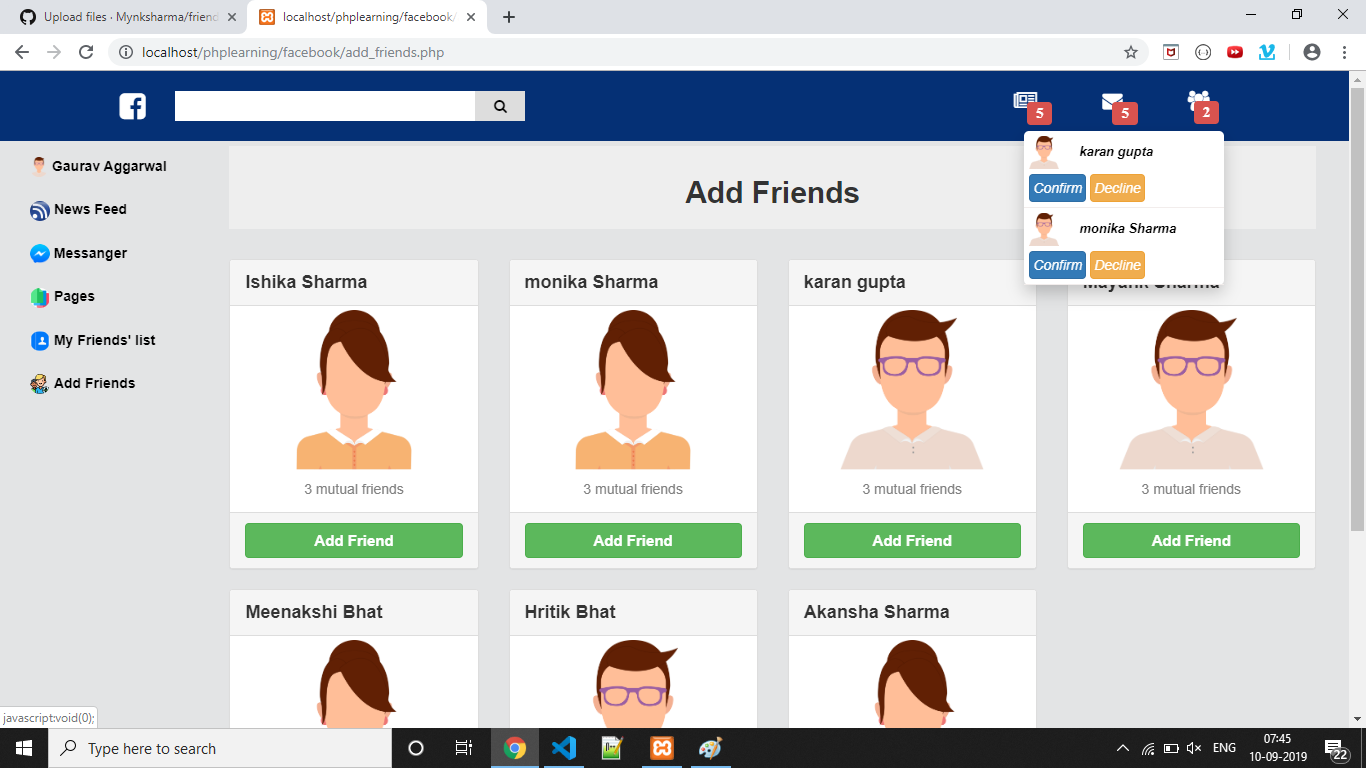 Upload files · Mynksharma/friend
localhost/phplearning/facebook/
localhost/phplearning/facebook/add_friends.php
5
5
2
Gaurav Aggarwal
News Feed
Messanger
Pages
My Friends' list
Add Friends
Add Friends
karan gupta
Confirm Decline
monika Sharma
Confirm Decline
Ishika Sharma
3 mutual friends
Add Friend
monika Sharma
3 mutual friends
Add Friend
karan gupta
3 mutual friends
Add Friend
Mayank Sharma
3 mutual friends
Add Friend
Meenakshi Bhat
Hritik Bhat
Akansha Sharma
javascript:void(0);
Type here to search
ENG
07:45
10-09-2019
22